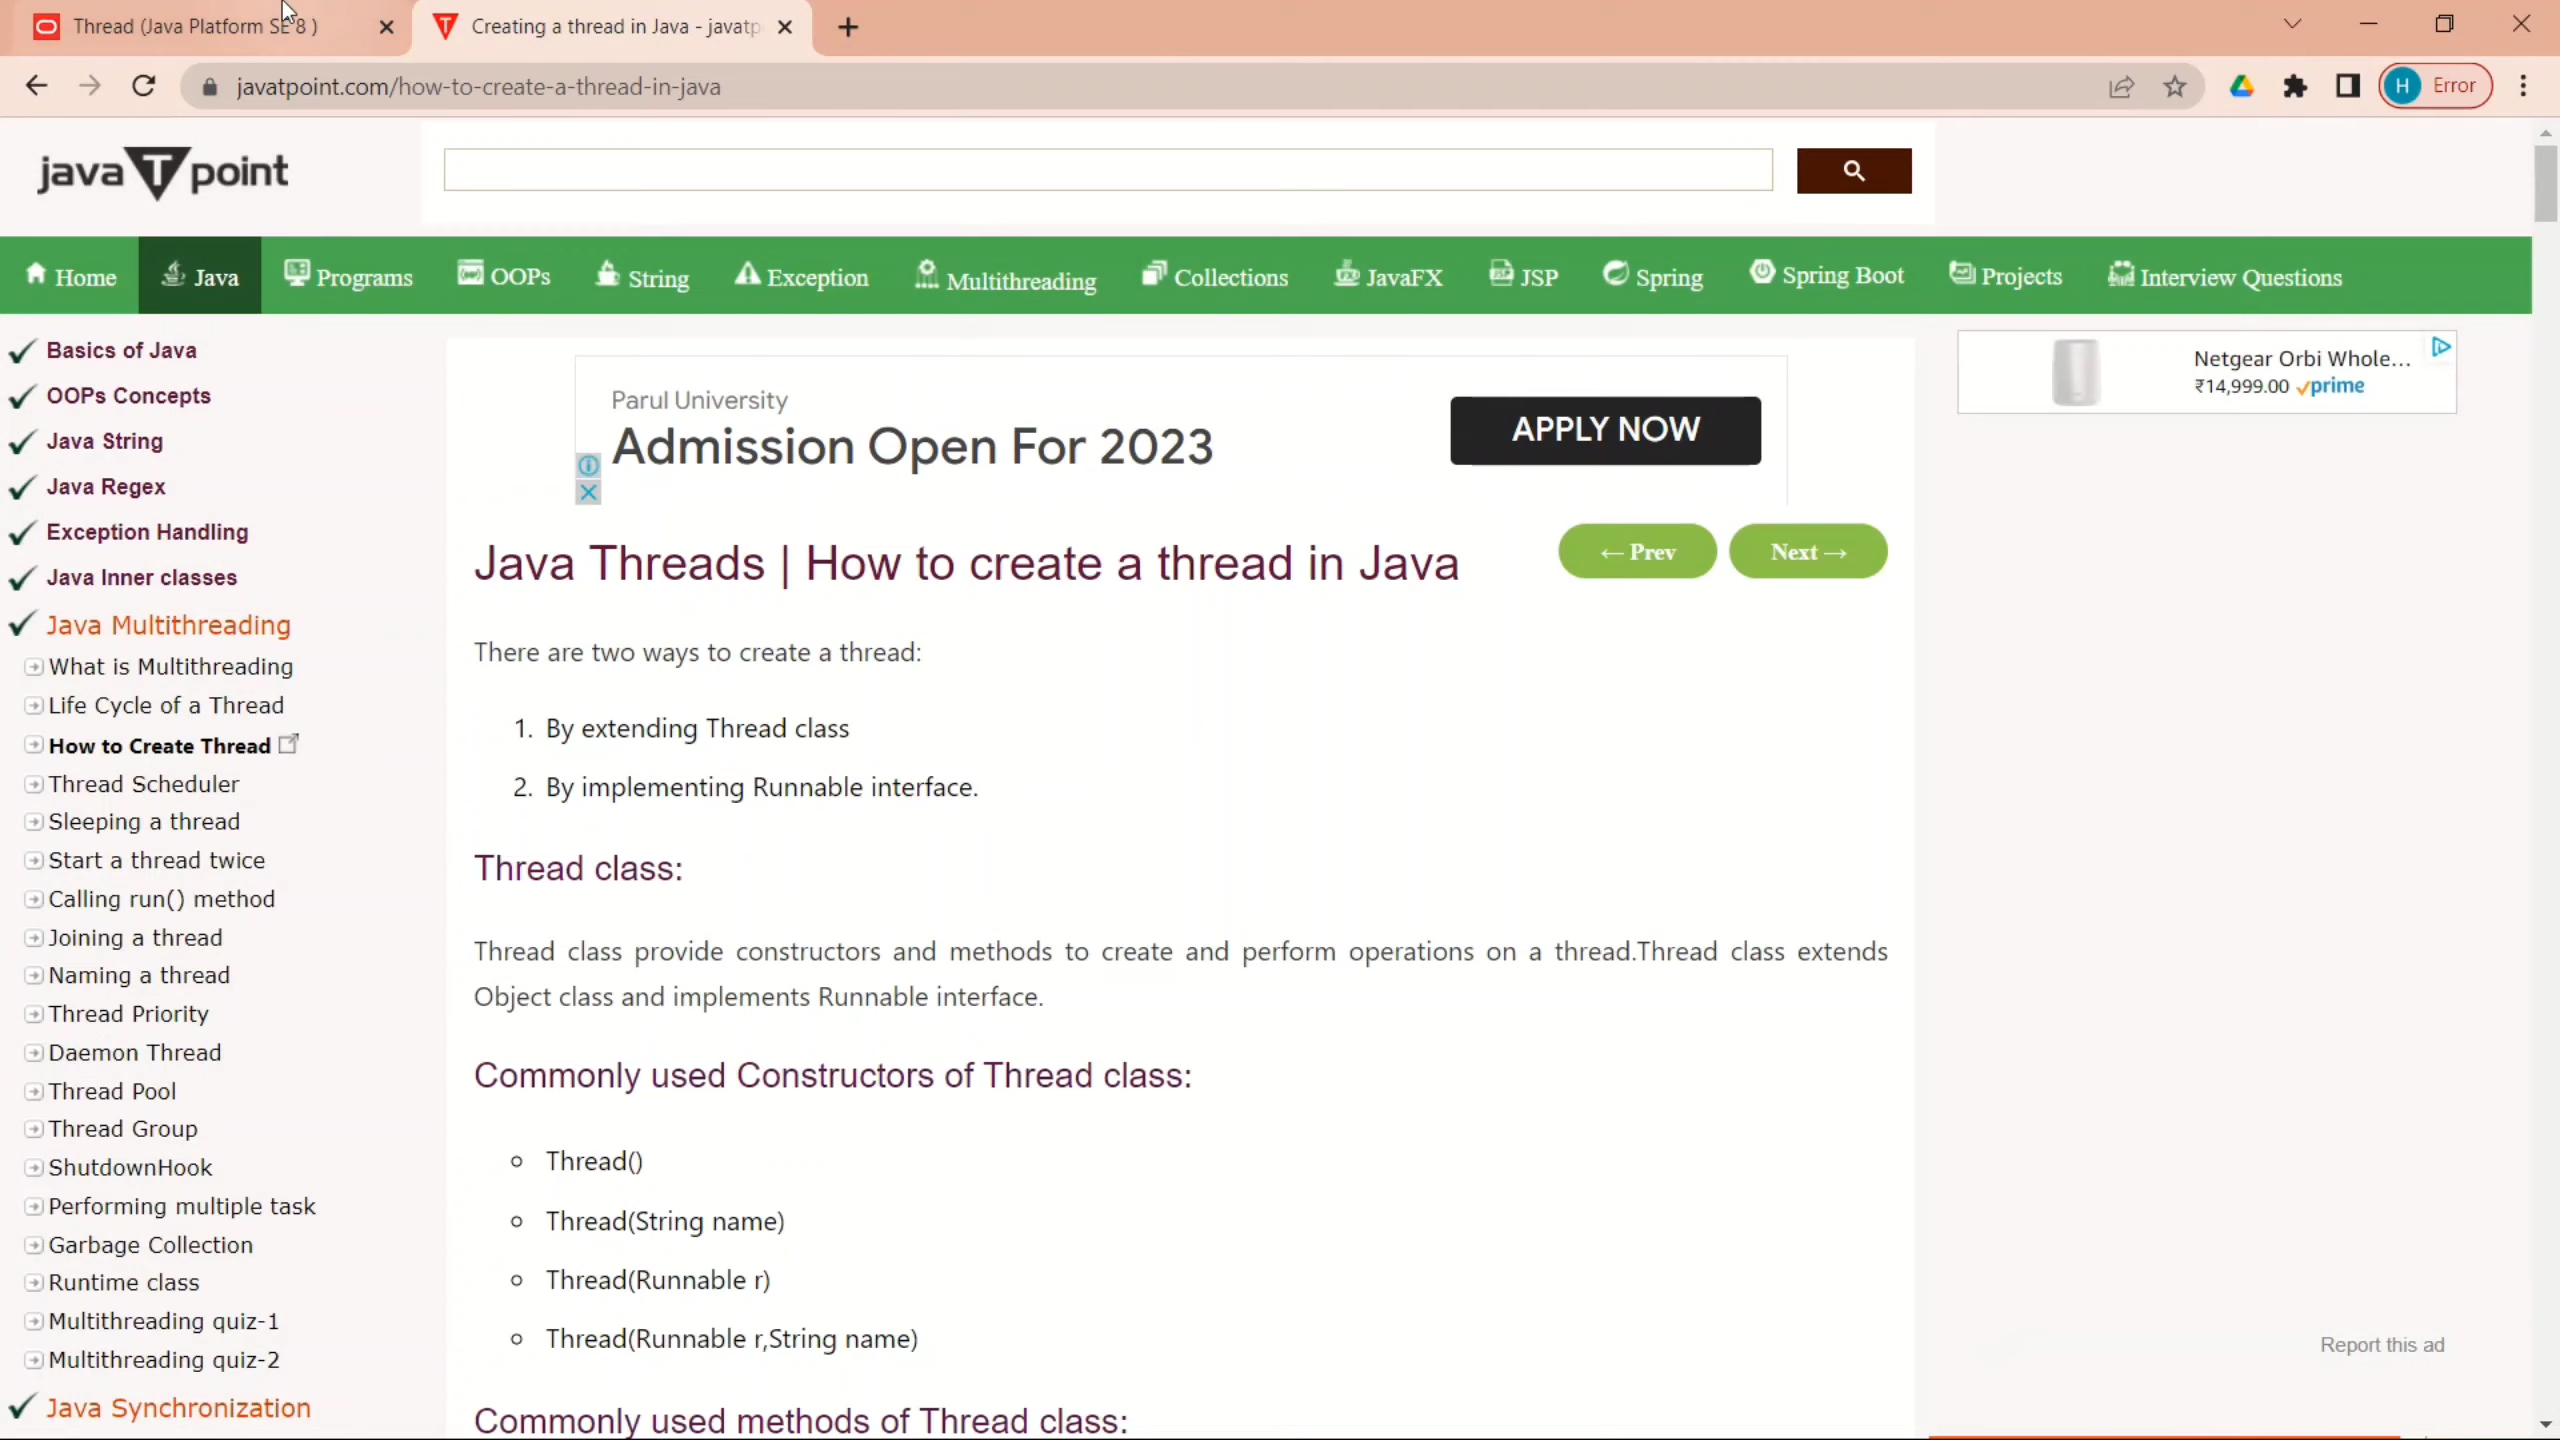 Thread (Java Platform SE 8 )
Creating a thread in Java - javatp
javatpoint.com/how-to-create-a-thread-in-java
H Error
javaTpoint
Home Java Programs OOPs String Exception Multithreading Collections JavaFX JSP Spring Spring Boot Projects Interview Questions
Basics of Java
OOPs Concepts
Java String
Java Regex
Exception Handling
Java Inner classes
Java Multithreading
What is Multithreading
Life Cycle of a Thread
How to Create Thread
Thread Scheduler
Sleeping a thread
Start a thread twice
Calling run() method
Joining a thread
Naming a thread
Thread Priority
Daemon Thread
Thread Pool
Thread Group
ShutdownHook
Performing multiple task
Garbage Collection
Runtime class
Multithreading quiz-1
Multithreading quiz-2
Java Synchronization
Parul University
Admission Open For 2023
APPLY NOW
Java Threads | How to create a thread in Java
← Prev
Next →
There are two ways to create a thread:
1. By extending Thread class
2. By implementing Runnable interface.
Thread class:
Thread class provide constructors and methods to create and perform operations on a thread.Thread class extends
Object class and implements Runnable interface.
Commonly used Constructors of Thread class:
Thread()
Thread(String name)
Thread(Runnable r)
Thread(Runnable r,String name)
Commonly used methods of Thread class:
Netgear Orbi Whole...
₹14,999.00 prime
Report this ad